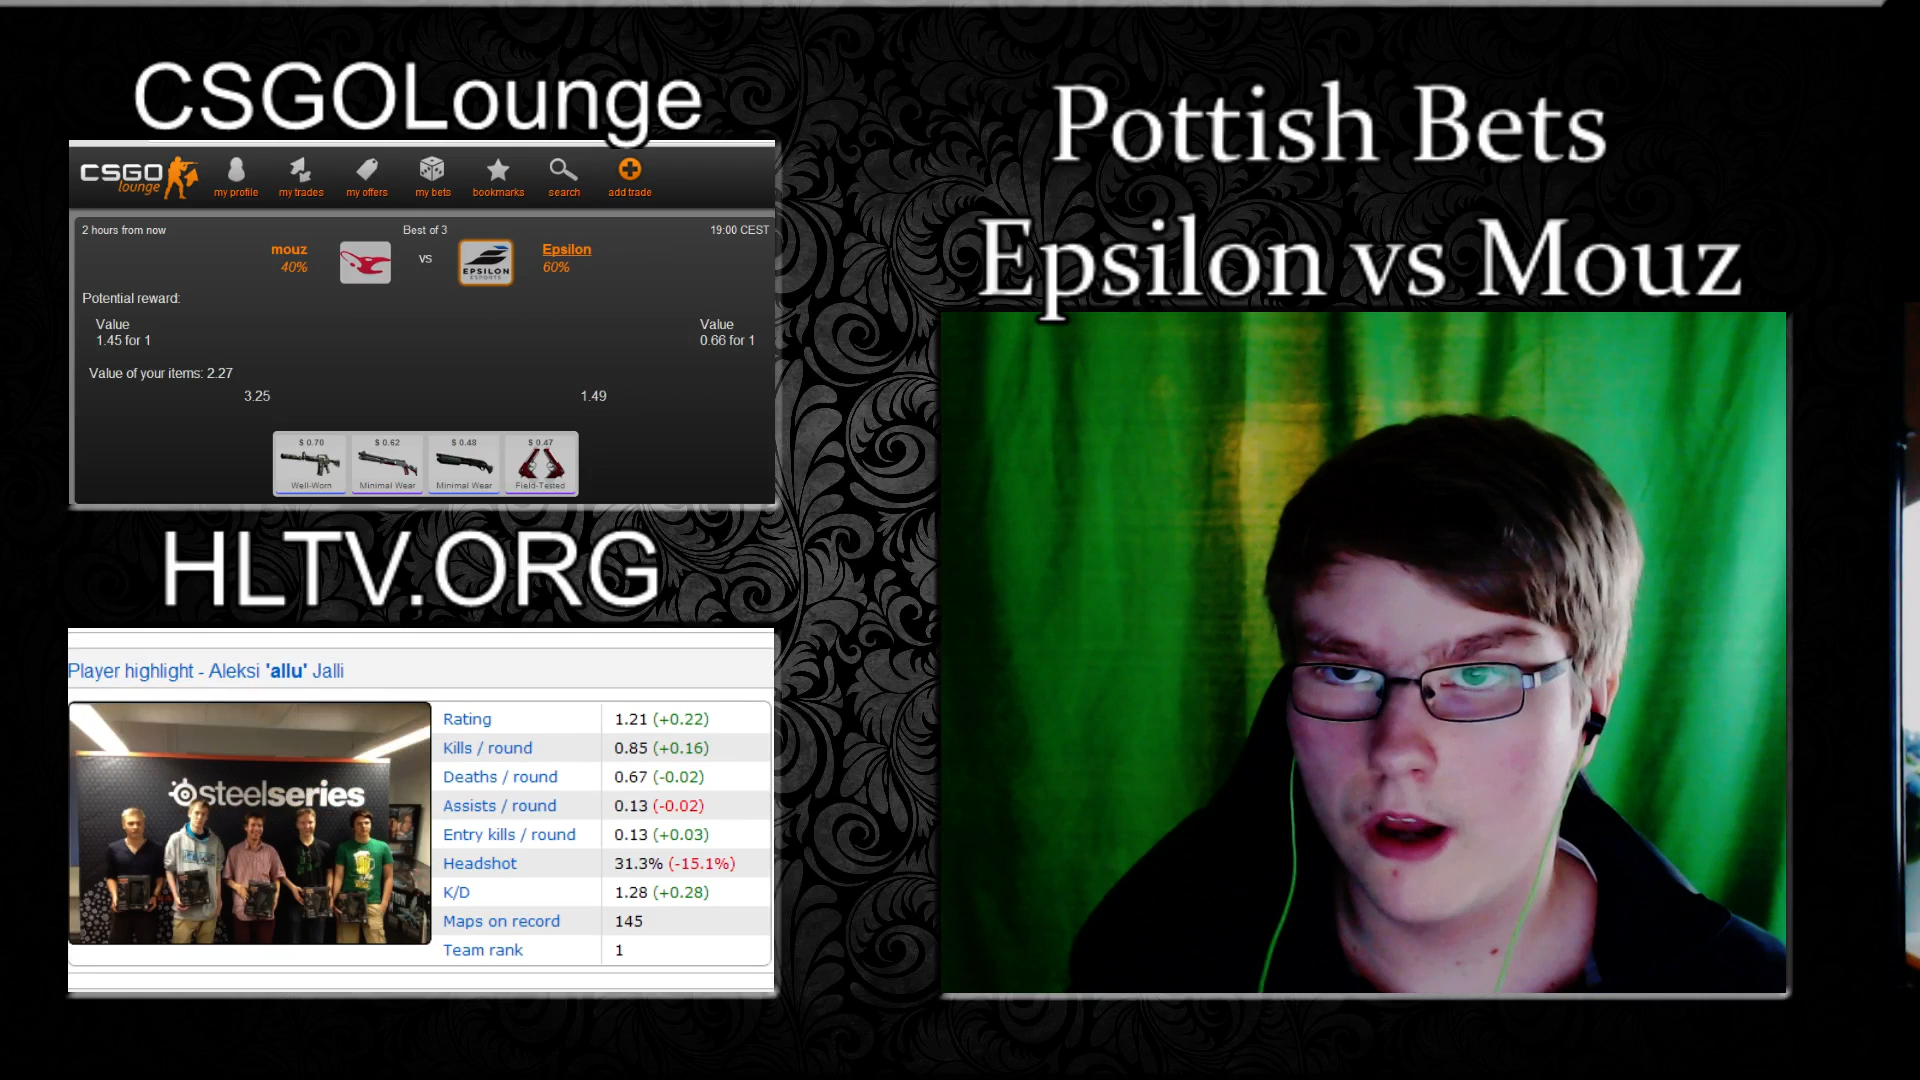 CSGOLounge
CSGO
lounge
my profile
my trades
my offers
my bets
bookmarks
search
add trade
2 hours from now
Best of 3
19:00 CEST
mouz
40%
vs
EPSILON
ESPORTS
Epsilon
60%
Potential reward:
Value
1.45 for 1
Value
0.66 for 1
Value of your items: 2.27
3.25
1.49
$ 0.70
$ 0.62
$ 0.48
$ 0.47
Well-Worn
Minimal Wear
Minimal Wear
Field-Tested
HLTV.ORG
Player highlight - Aleksi 'allu' Jalli
steelseries
Rating 1.21 (+0.22)
Kills / round 0.85 (+0.16)
Deaths / round 0.67 (-0.02)
Assists / round 0.13 (-0.02)
Entry kills / round 0.13 (+0.03)
Headshot 31.3% (-15.1%)
K/D 1.28 (+0.28)
Maps on record 145
Team rank 1
Pottish Bets
Epsilon vs Mouz